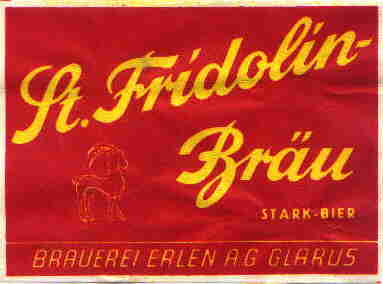 St. Fridolin-
Bräu
STARK-BIER
BRAUEREI ERLEN A.G. GLARUS